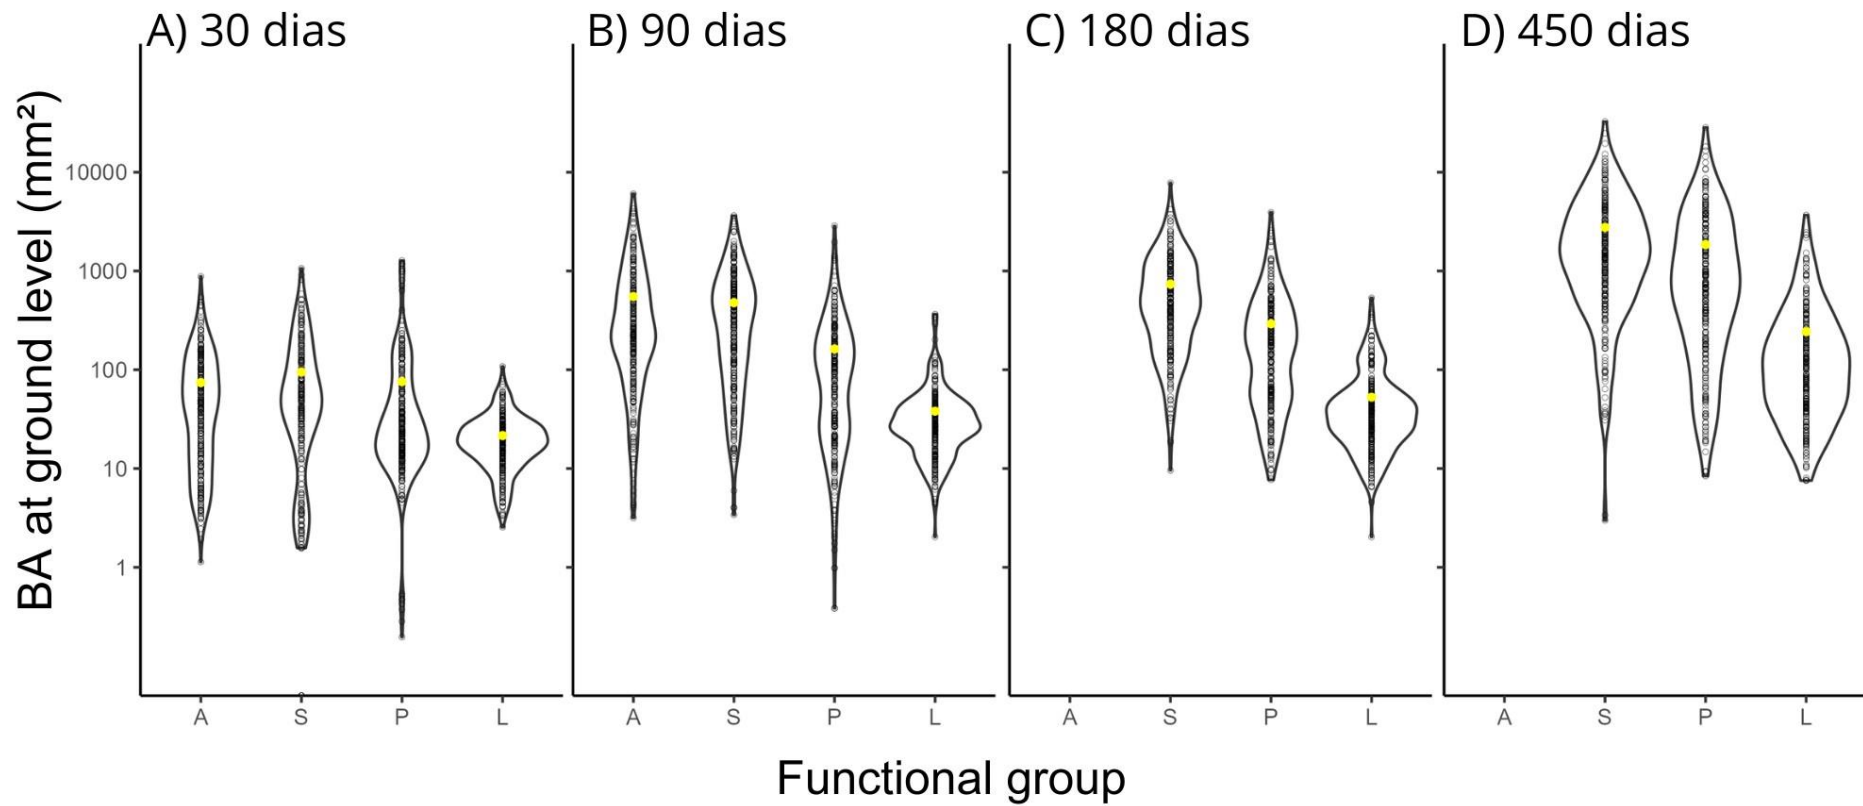 A) 30 dias
B) 90 dias
C) 180 dias
D) 450 dias
BA at ground level (mm²)
10000
1000
100
10
1
A S P L
A S P L
A S P L
A S P L
Functional group